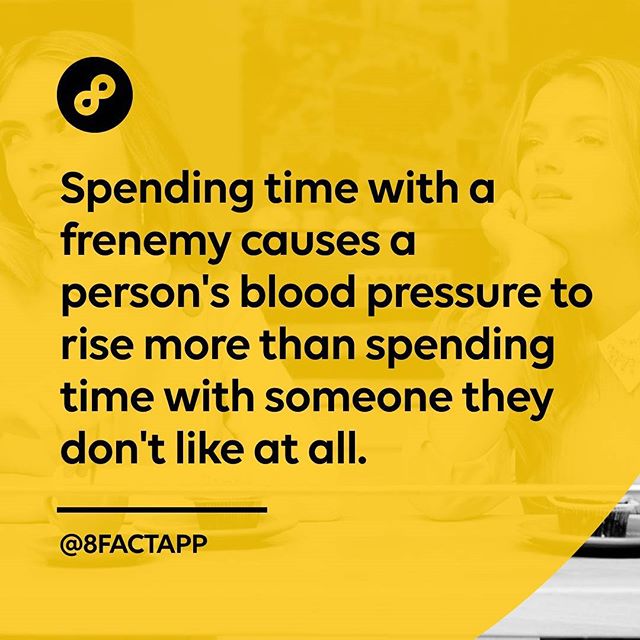 Spending time with a
frenemy causes a
person's blood pressure to
rise more than spending
time with someone they
don't like at all.
@8FACTAPP